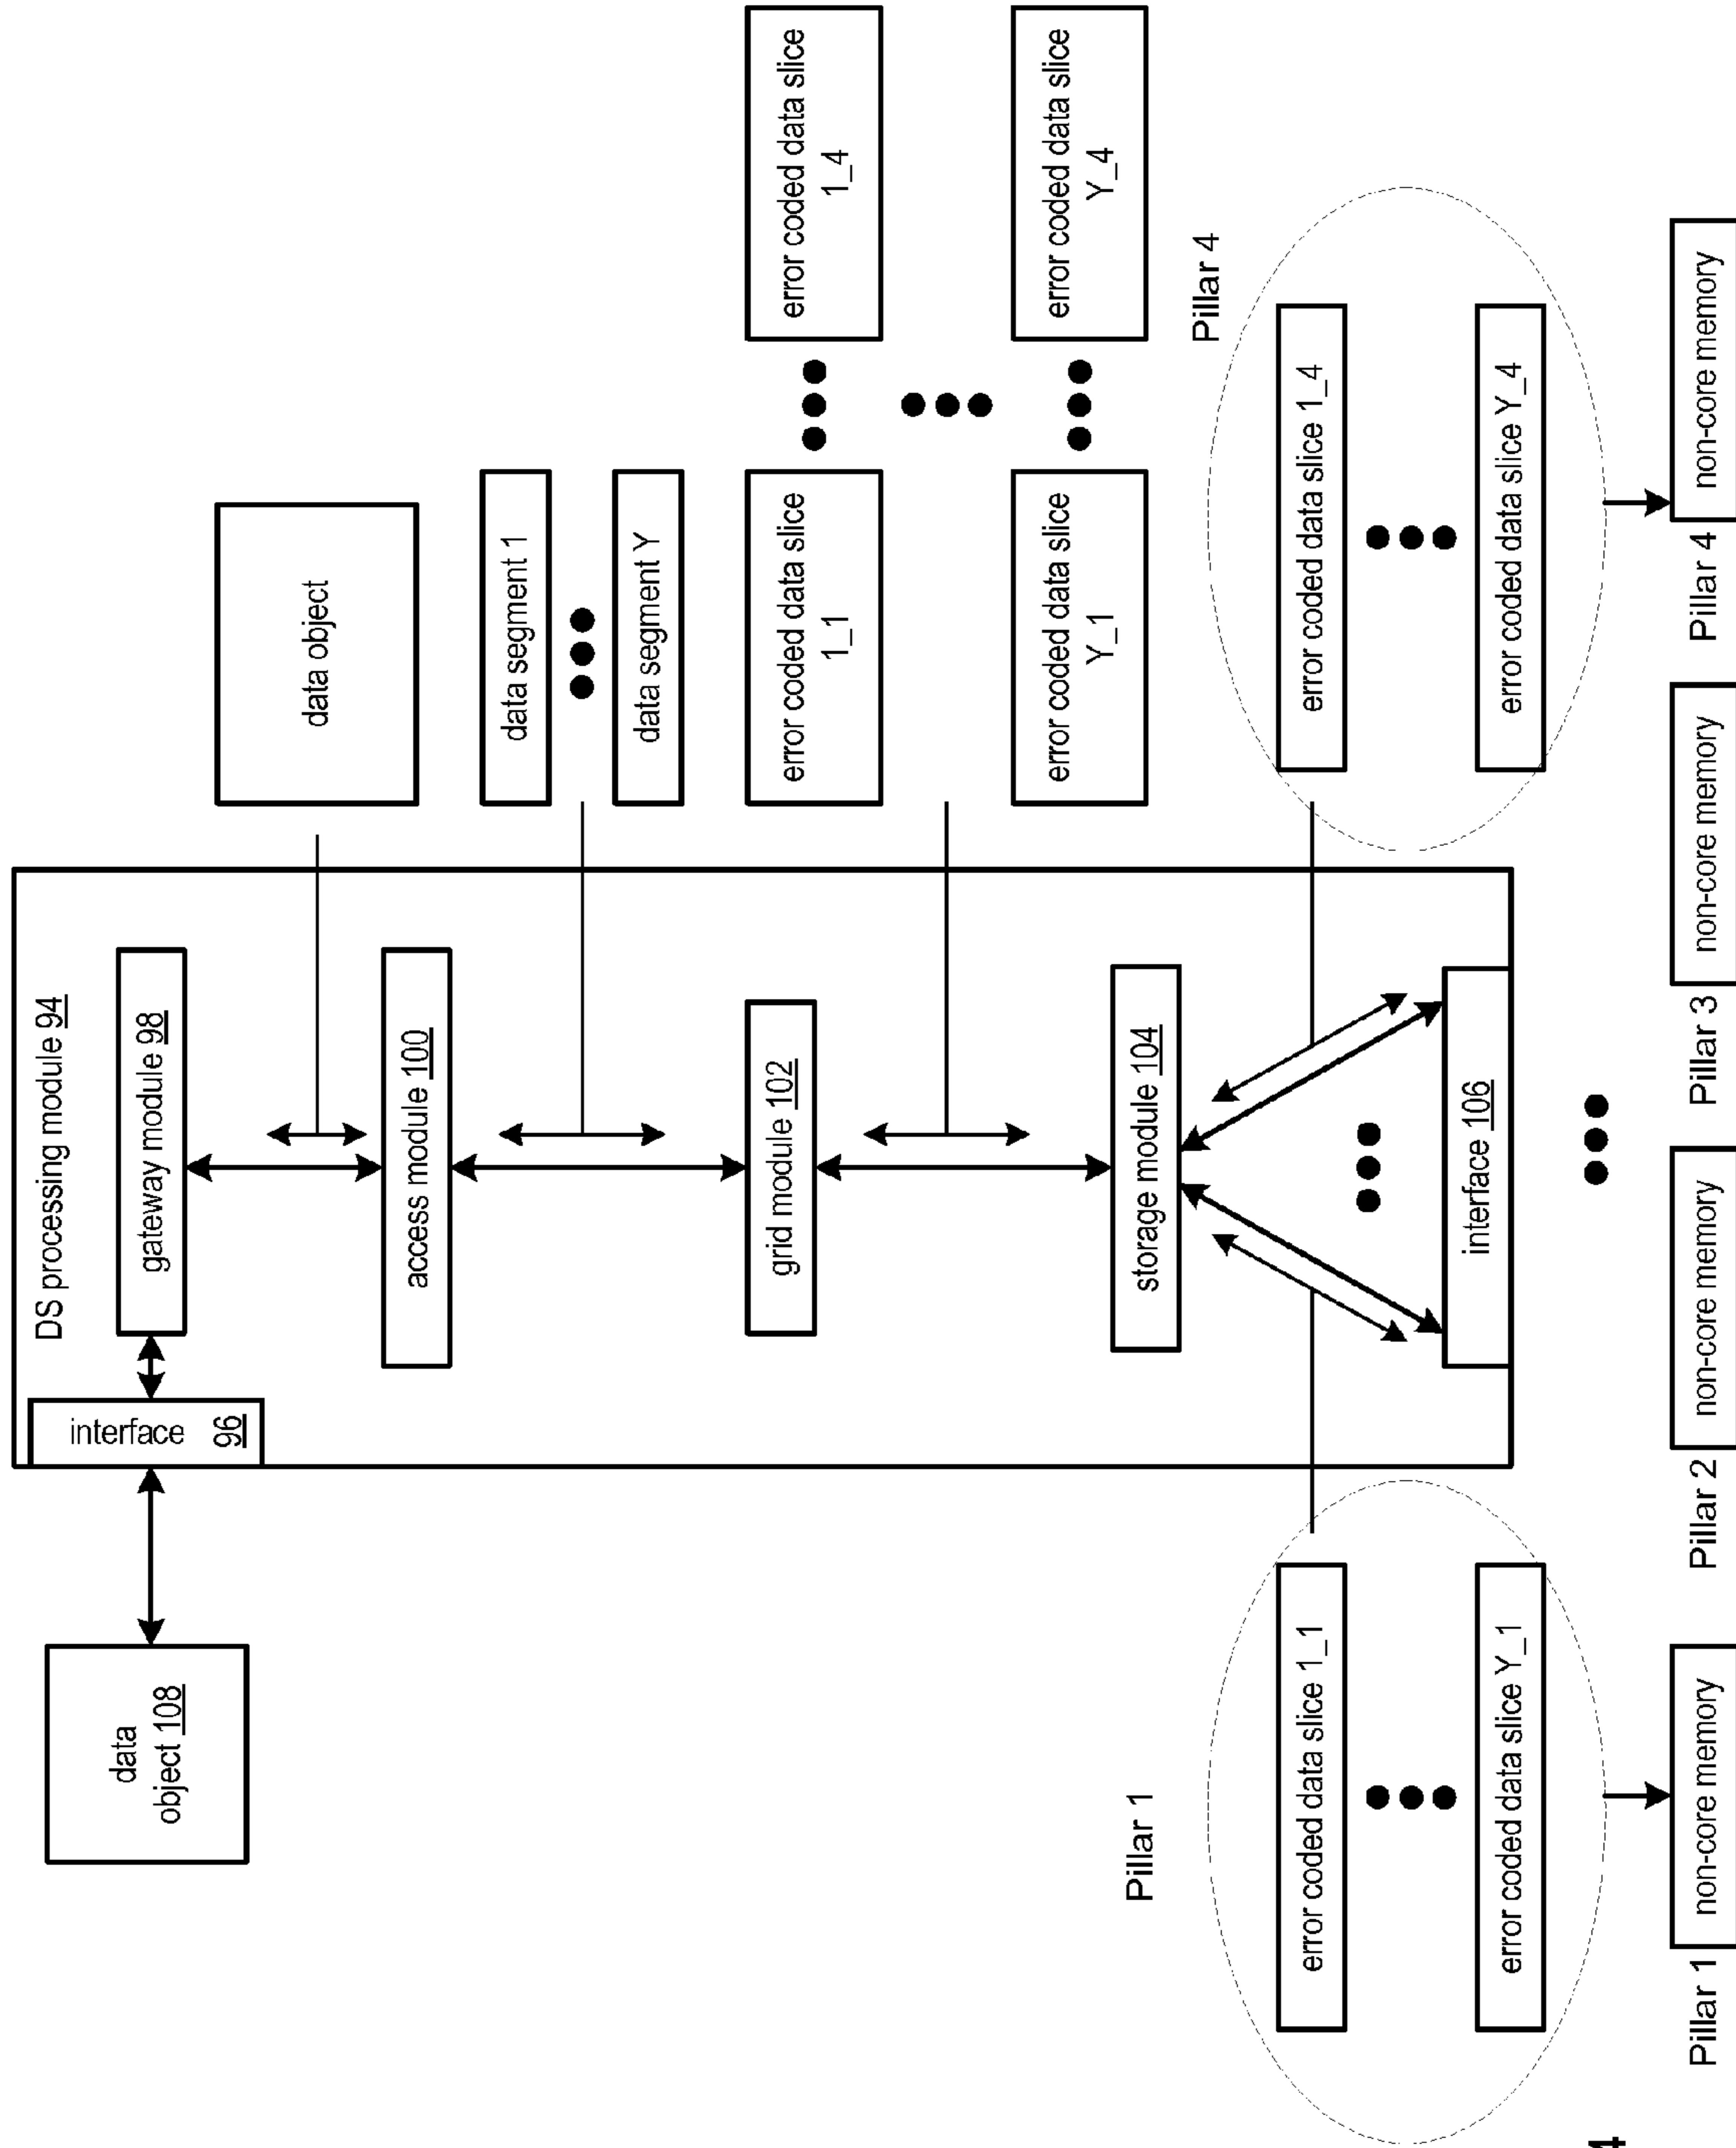 data
object 108
interface
96
DS processing module 94
gateway module 98
access module 100
grid module 102
storage module 104
interface 106
data object
data segment 1
data segment Y
error coded data slice
1_1
error coded data slice
1_4
error coded data slice
Y_1
error coded data slice
Y_4
Pillar 1
error coded data slice 1_1
error coded data slice Y_1
Pillar 4
error coded data slice 1_4
error coded data slice Y_4
Pillar 1
non-core memory
Pillar 2
non-core memory
Pillar 3
non-core memory
Pillar 4
non-core memory